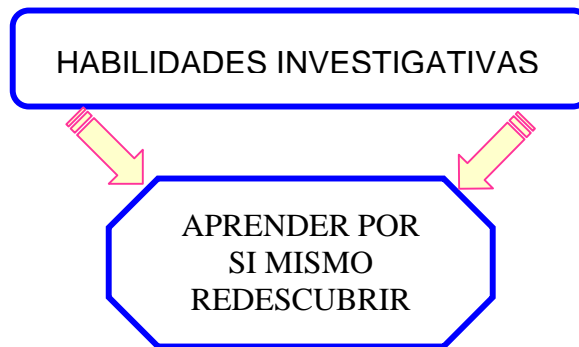 HABILIDADES INVESTIGATIVAS
APRENDER POR
SI MISMO
REDESCUBRIR